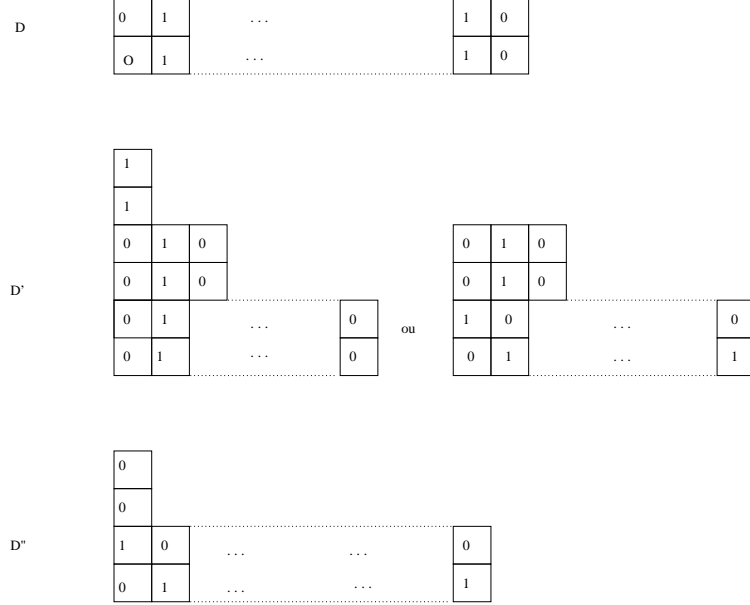 D 0 1 ... 1 0
O 1 ... 1 0
1
1
0 1 0 0 1 0
0 1 0 0 1 0
D’ 0 1 ... 0 ou 1 0 ... 0
0 1 ... 0 0 1 ... 1
0
0
D" 1 0 ... ... 0
0 1 ... ... 1